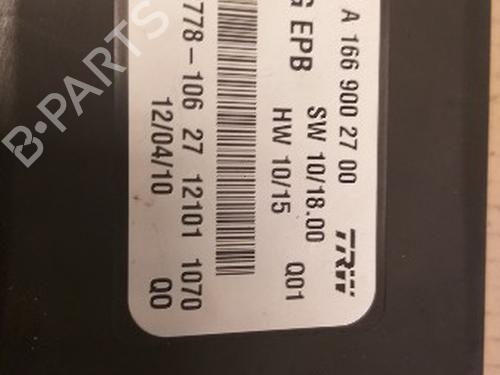 A 166 900 27 00
G EPB
SW 10/18.00
HW 10/15
Q01
TRW
778-106 27 12101 1070
12/04/10
Q0
B-PARTS